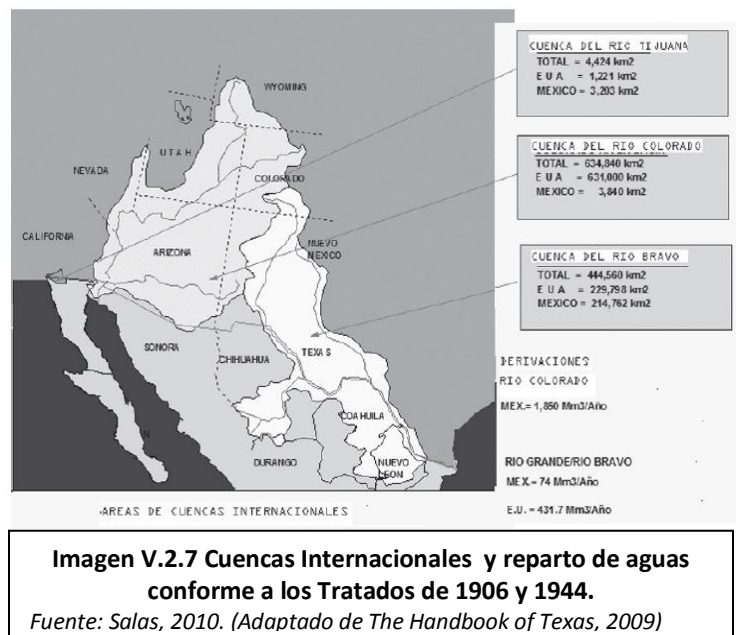 CUENCA DEL RIO TIJUANA
TOTAL = 4,424 km2
E U A = 1,221 km2
MEXICO = 3,203 km2
WYOMING
UTAH
NEVADA
COLORADO
CUENCA DEL RIO COLORADO
TOTAL = 634,840 km2
E U A = 631,000 km2
MEXICO = 3,840 km2
CALIFORNIA
ARIZONA
NUEVO
MEXICO
CUENCA DEL RIO BRAVO
TOTAL = 444,560 km2
E U A = 229,798 km2
MEXICO = 214,762 km2
SONORA
CHIHUAHUA
TEXAS
DERIVACIONES
RIO COLORADO
MEX.= 1,850 Mm3/Año
COAHUILA
N
DURANGO
NUEVO
LEON
RIO GRANDE/RIO BRAVO
MEX.= 74 Mm3/Año
E.U. = 431.7 Mm3/Año
AREAS DE CUENCAS INTERNACIONALES
Imagen V.2.7 Cuencas Internacionales y reparto de aguas
conforme a los Tratados de 1906 y 1944.
Fuente: Salas, 2010. (Adaptado de The Handbook of Texas, 2009)